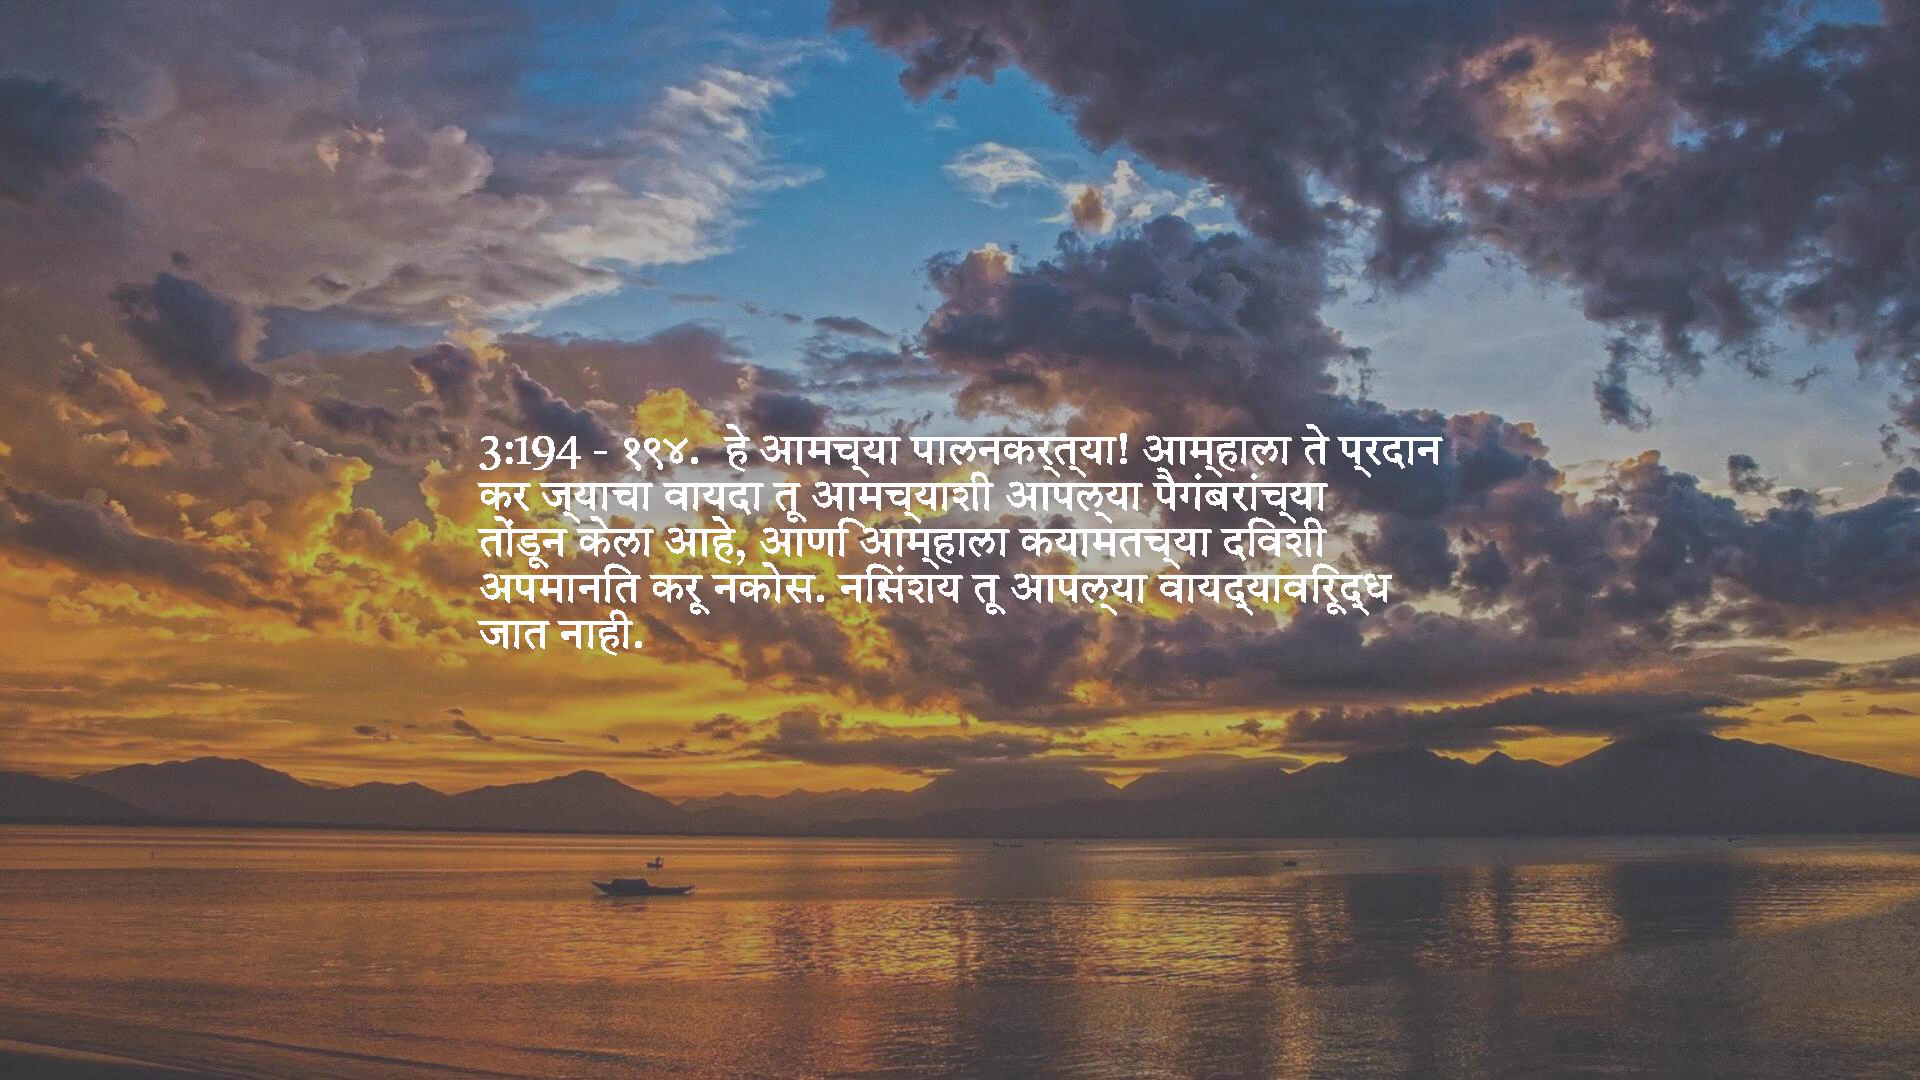 3:194 - १९४. हे आमच्या पालनकर्त्या! आम्हाला ते प्रदान
कर ज्याचा वायदा तू आमच्याशी आपल्या पैगंबरांच्या
तोंडून केला आहे, आणि आम्हाला कयामतच्या दिवशी
अपमानित करू नकोस. निःसंशय तू आपल्या वायद्याविरूद्ध
जात नाही.